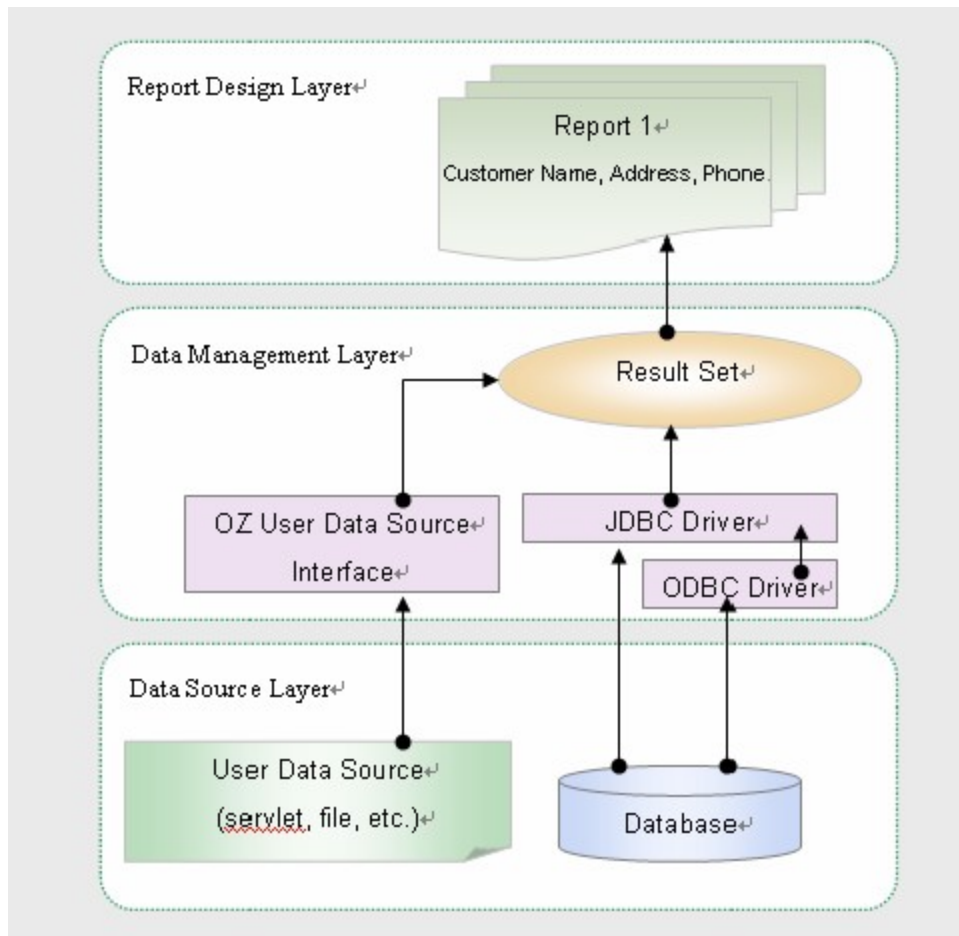 Report Design Layer↵
Report 1↵
Customer Name, Address, Phone.
Data Management Layer↵
Result Set↵
OZ User Data Source↵
Interface↵
JDBC Driver↵
ODBC Driver↵
Data Source Layer↵
User Data Source↵
(servlet, file, etc.)↵
Database↵